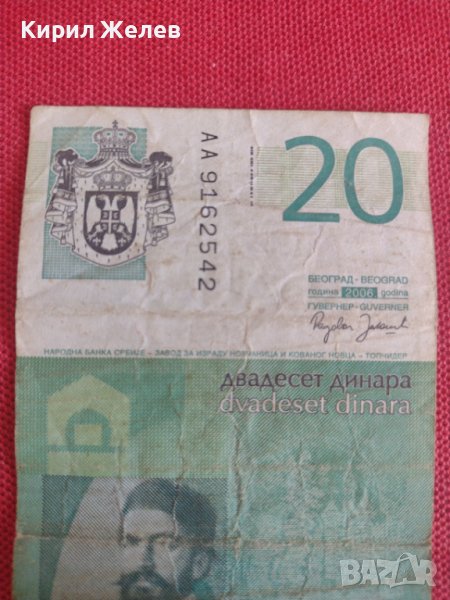 Кирил Желев
AA 9162542
20
БЕОГРАД - BEOGRAD
година 2006 godina
ГУВЕРНЕР - GUVERNER
НАРОДНА БАНКА СРБИЈЕ – ЗАВОД ЗА ИЗРАДУ НОВЧАНИЦА И КОВАНОГ НОВЦА – ТОПЧИДЕР
двадесет динара
dvadeset dinara
BAZAR